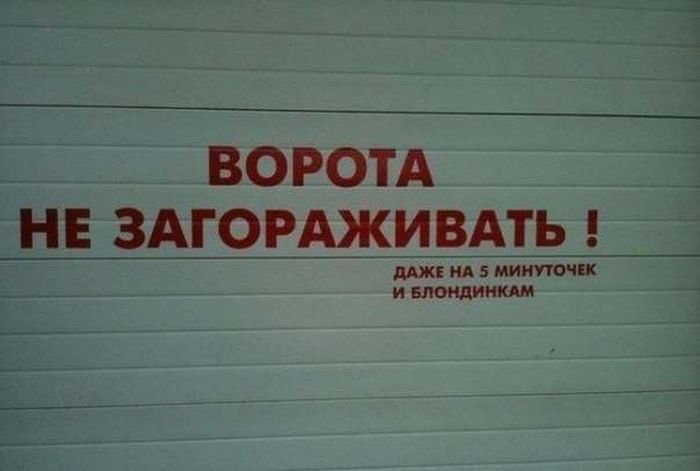 ВОРОТА
НЕ ЗАГОРАЖИВАТЬ !
ДАЖЕ НА 5 МИНУТОЧЕК
И БЛОНДИНКАМ